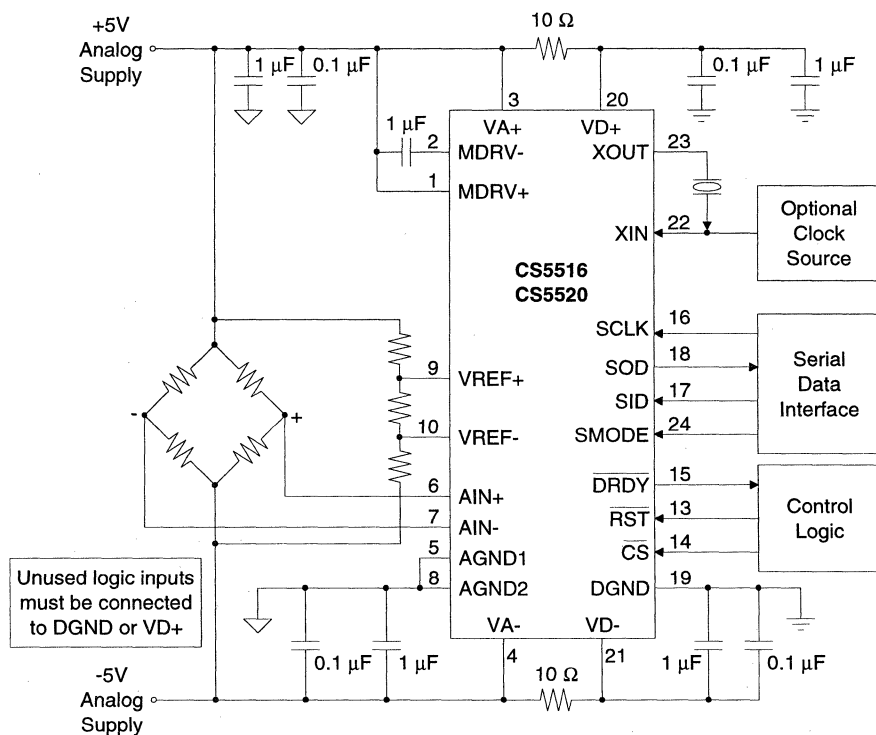 +5V
Analog
Supply
1 µF
0.1 µF
10 Ω
0.1 µF
1 µF
3
20
VA+
VD+
1 µF
2
MDRV-
XOUT
23
1
MDRV+
XIN
22
Optional
Clock
Source
CS5516
CS5520
SCLK
16
SOD
18
SID
17
SMODE
24
Serial
Data
Interface
9
VREF+
10
VREF-
-
+
6
AIN+
7
AIN-
5
AGND1
8
AGND2
DRDY
15
RST
13
CS
14
Control
Logic
DGND
19
Unused logic inputs
must be connected
to DGND or VD+
VA-
VD-
4
21
0.1 µF
1 µF
10 Ω
1 µF
0.1 µF
-5V
Analog
Supply